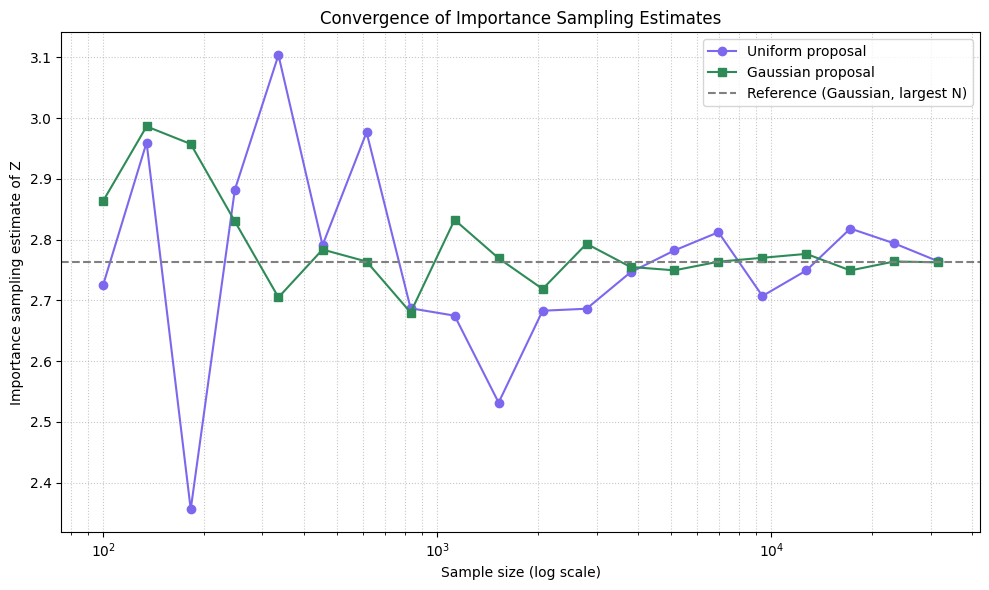 Convergence of Importance Sampling Estimates
Uniform proposal
Gaussian proposal
Reference (Gaussian, largest N)
Importance sampling estimate of Z
3.1
3.0
2.9
2.8
2.7
2.6
2.5
2.4
10²
10³
10⁴
Sample size (log scale)